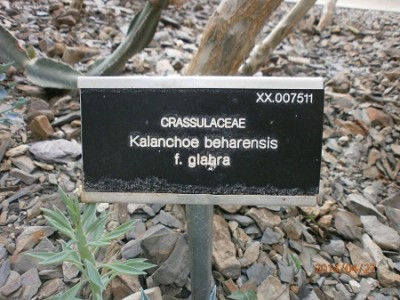 XX.007511
CRASSULACEAE
Kalanchoe beharensis
f. glabra